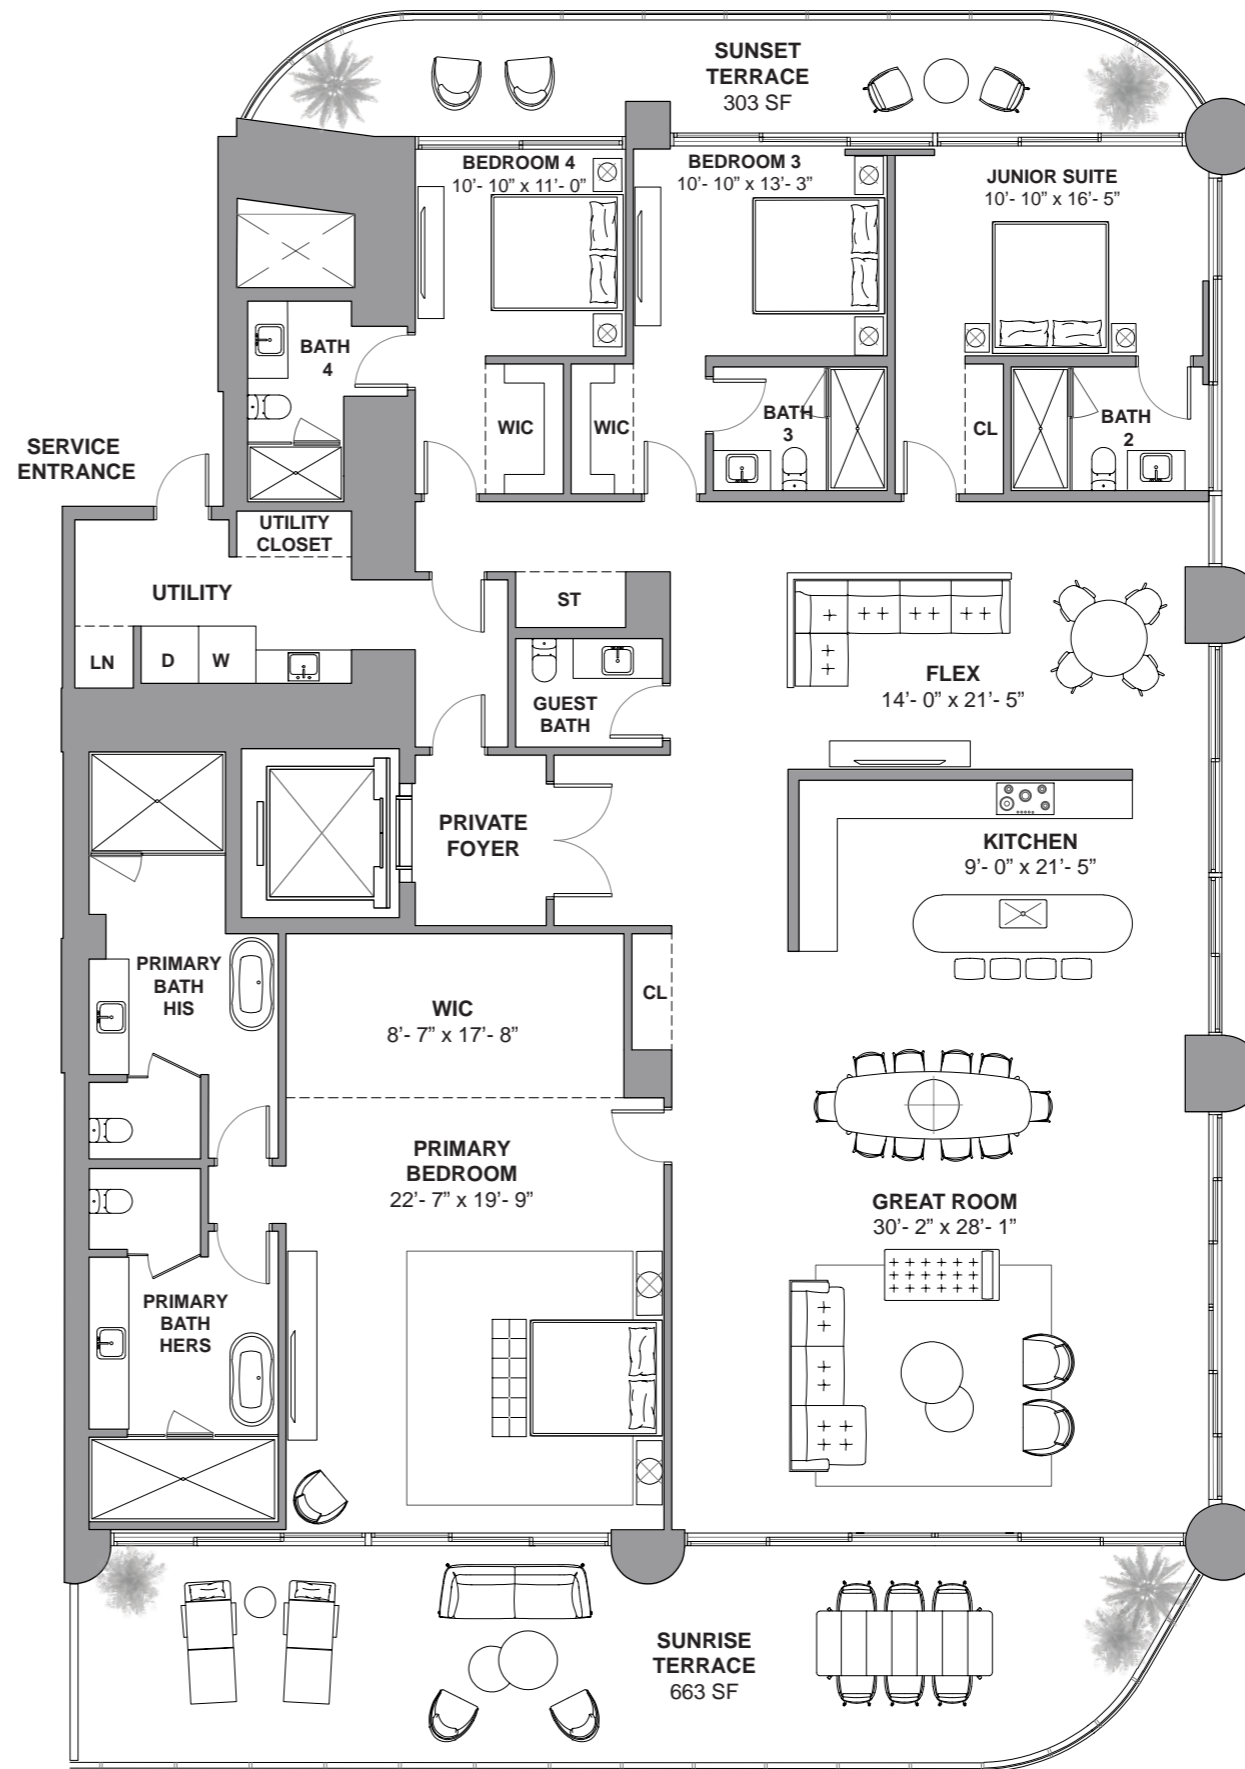 SUNSET
TERRACE
303 SF
BEDROOM 4
10’- 10” x 11’- 0”
BEDROOM 3
10’- 10” x 13’- 3”
JUNIOR SUITE
10’- 10” x 16’- 5”
BATH
4
WIC
WIC
BATH
3
CL
BATH
2
SERVICE
ENTRANCE
UTILITY
CLOSET
UTILITY
ST
LN
D
W
GUEST
BATH
FLEX
14’- 0” x 21’- 5”
PRIVATE
FOYER
KITCHEN
9’- 0” x 21’- 5”
PRIMARY
BATH
HIS
WIC
8’- 7” x 17’- 8”
CL
PRIMARY
BEDROOM
22’- 7” x 19’- 9”
GREAT ROOM
30’- 2” x 28’- 1”
PRIMARY
BATH
HERS
SUNRISE
TERRACE
663 SF